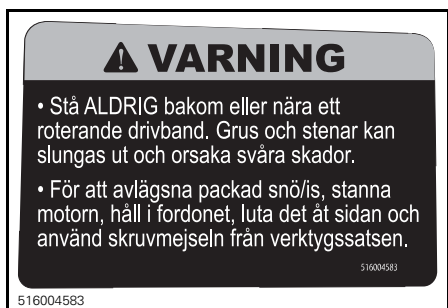 VARNING
• Stå ALDRIG bakom eller nära ett
roterande drivband. Grus och stenar kan
slungas ut och orsaka svåra skador.
• För att avlägsna packad snö/is, stanna
motorn, håll i fordonet, luta det åt sidan och
använd skruvmejseln från verktygssatsen.
516004583
516004583